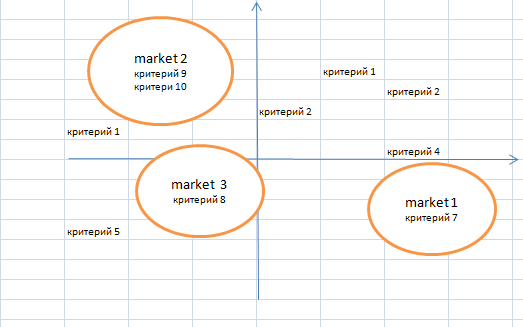 market 2
критерий 9
критери 10
критерий 1
критерий 2
критерий 2
критерий 1
критерий 4
market 3
критерий 8
market 1
критерий 7
критерий 5